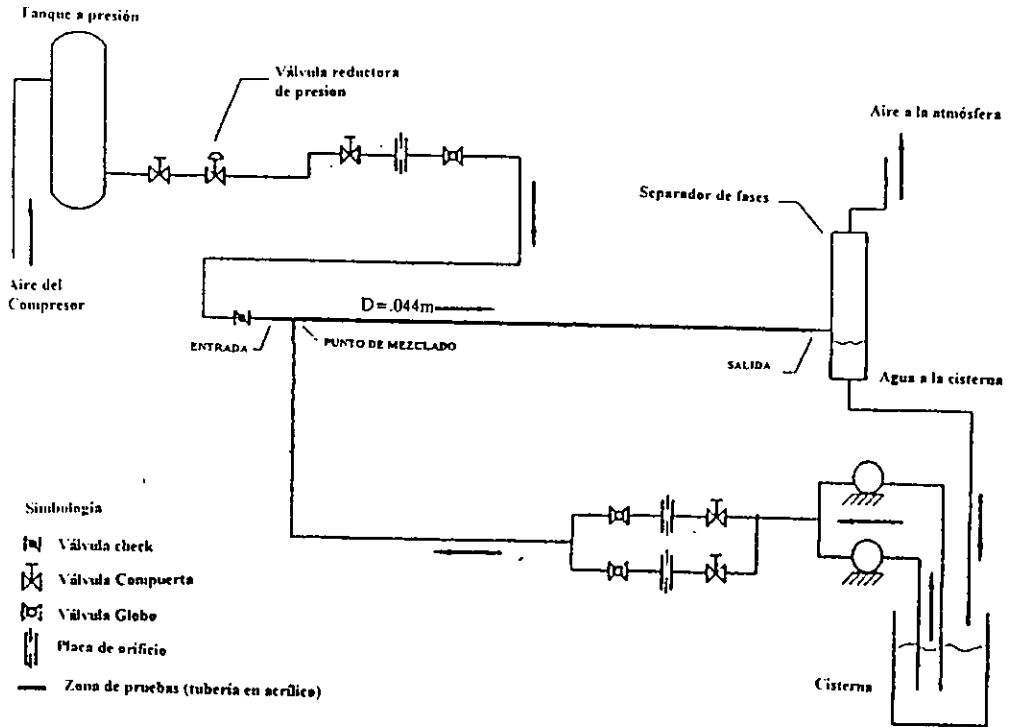 Tanque a presión
Válvula reductora
de presion
Aire a la atmósfera
Separador de fases
Aire del
Compresor
D=.044m
ENTRADA
PUNTO DE MEZCLADO
SALIDA
Agua a la cisterna
Simbología
Válvula check
Válvula Compuerta
Válvula Globo
Placa de orificio
Zona de pruebas (tubería en acrílico)
Cisterna